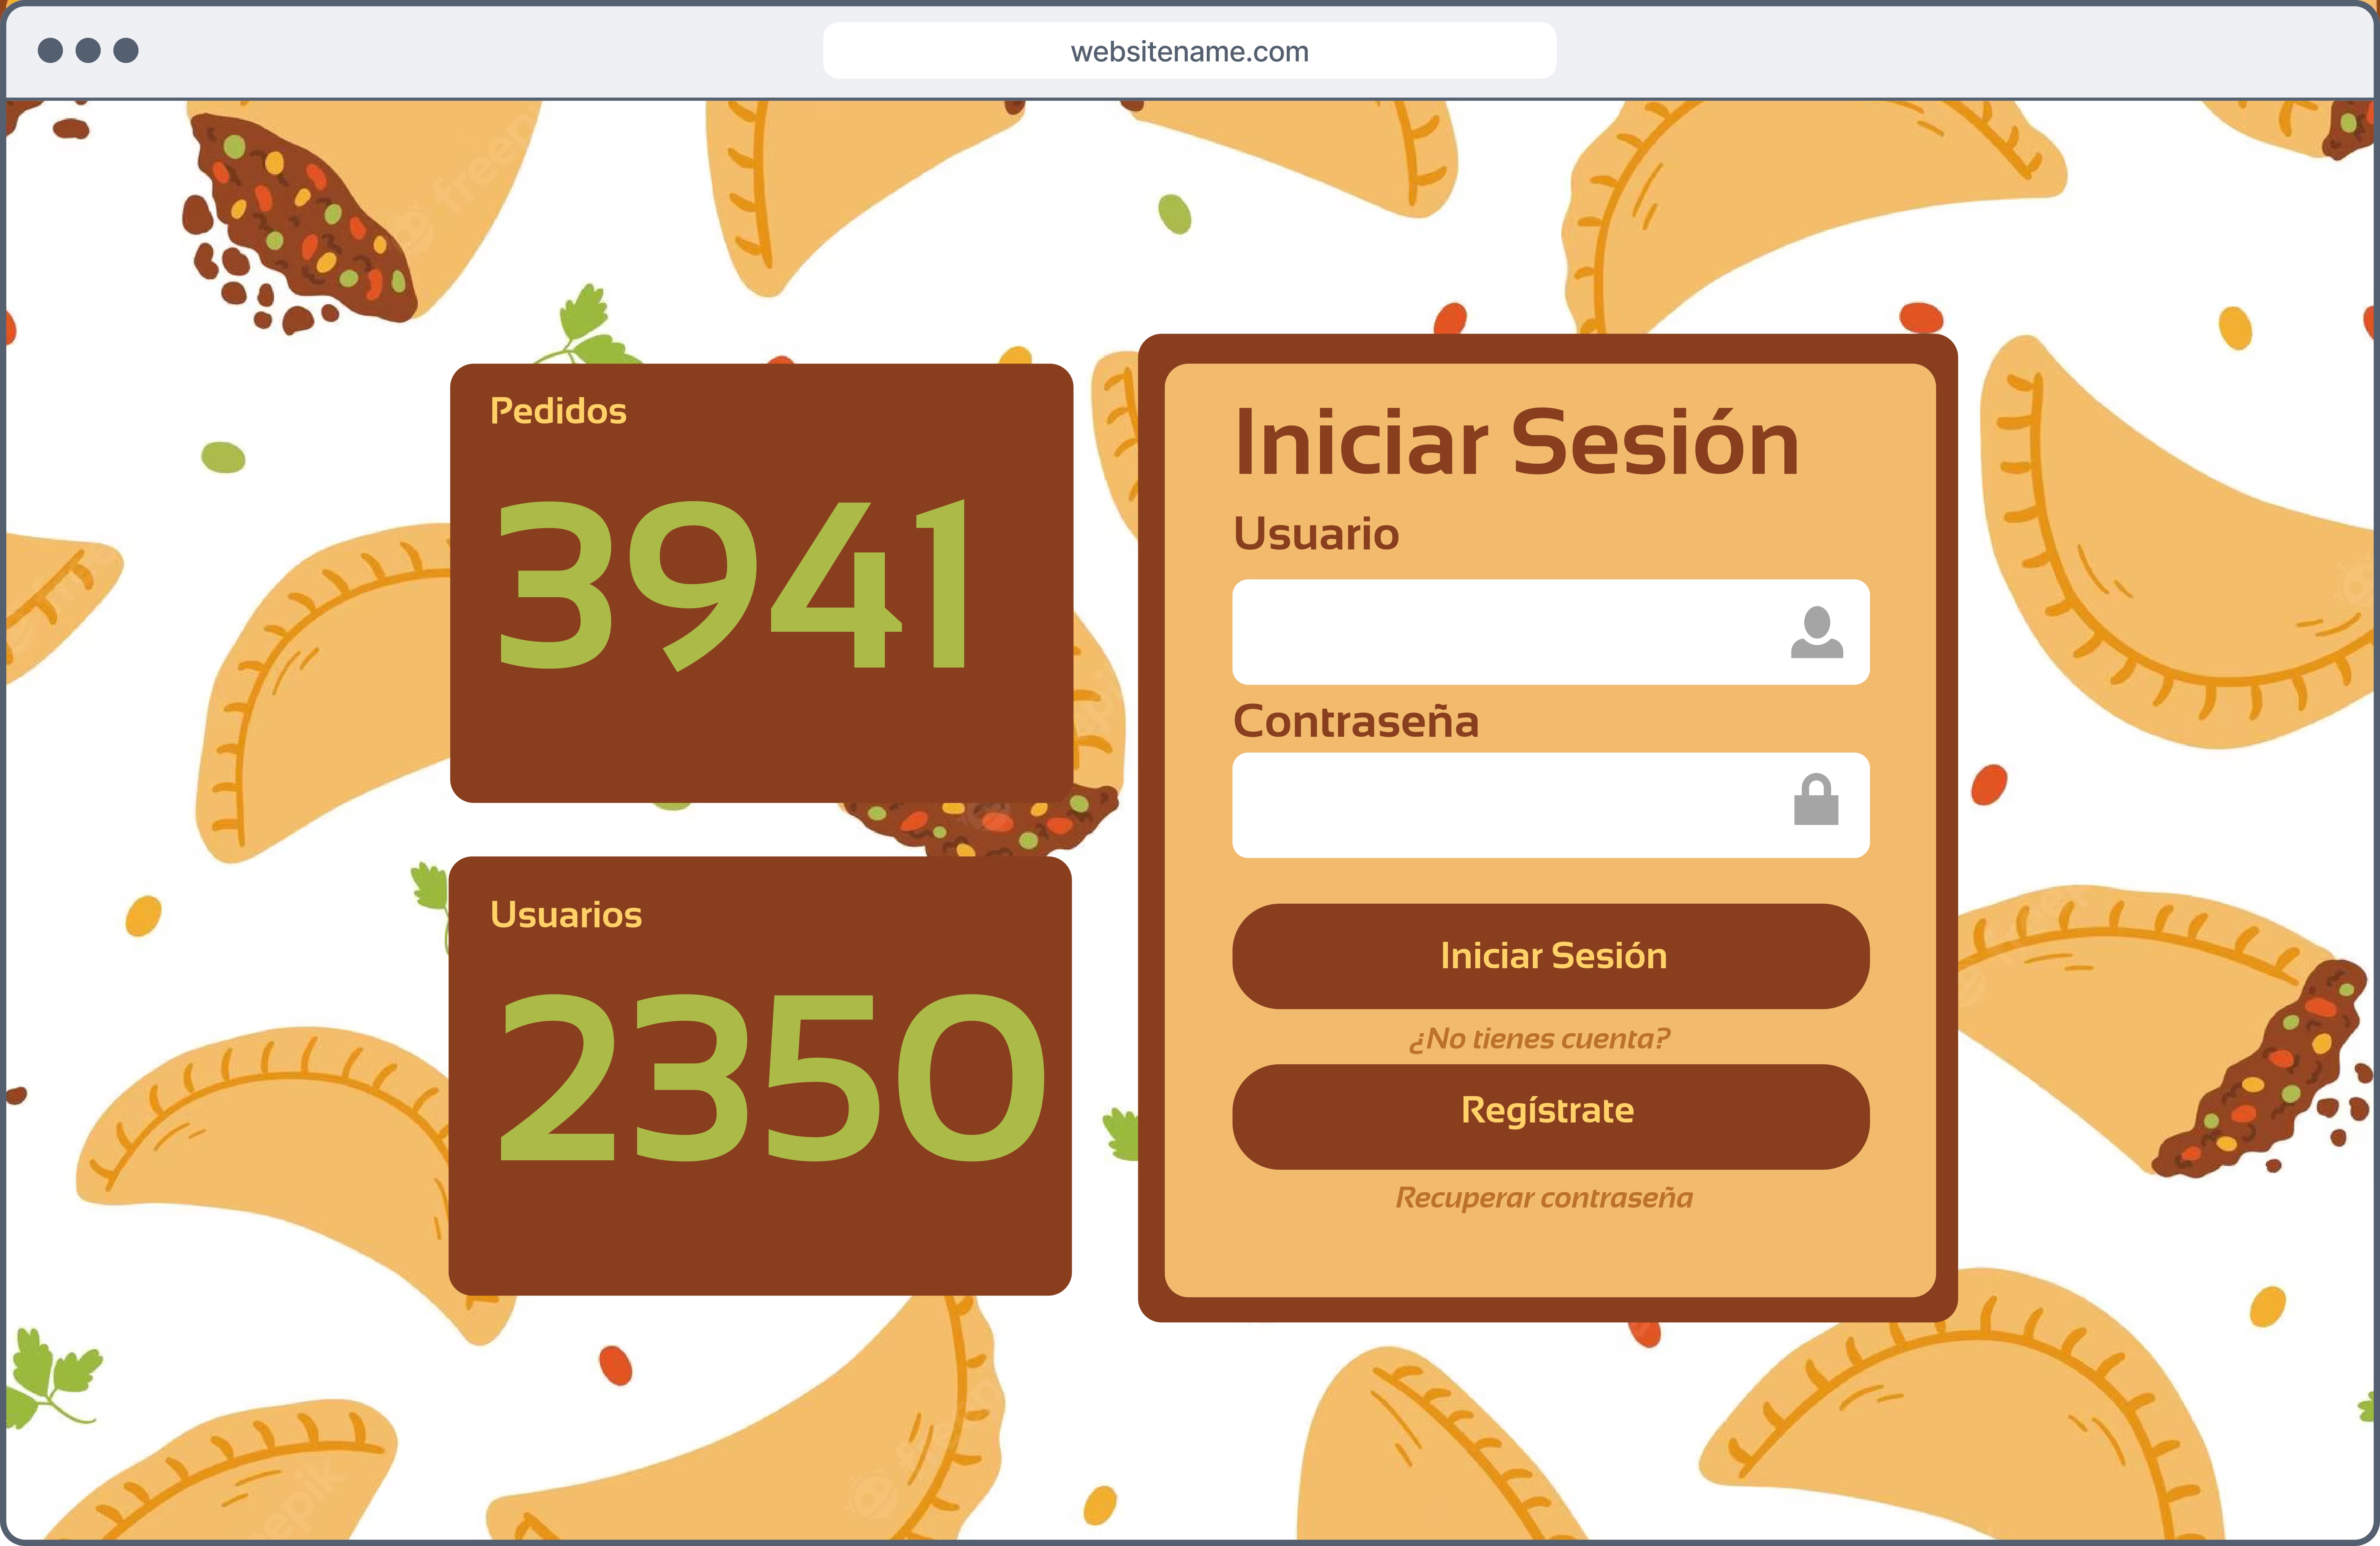 websitename.com
Pedidos
3941
Usuarios
2350
Iniciar Sesión
Usuario
Contraseña
Iniciar Sesión
¿No tienes cuenta?
Regístrate
Recuperar contraseña